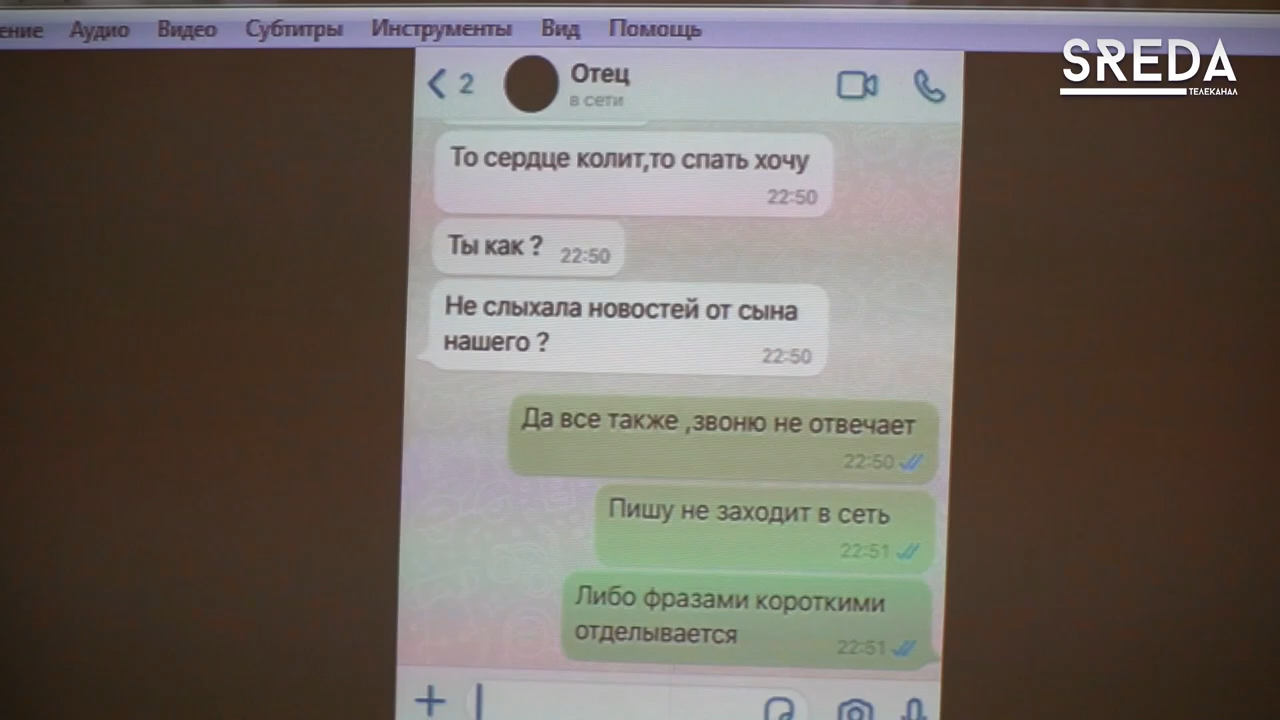 ение Аудио Видео Субтитры Инструменты Вид Помощь
SREDA
ТЕЛЕКАНАЛ
2
Отец
в сети
То сердце колит,то спать хочу
22:50
Ты как ? 22:50
Не слыхала новостей от сына
нашего ? 22:50
Да все также ,звоню не отвечает
22:50
Пишу не заходит в сеть
22:51
Либо фразами короткими
отделывается 22:51